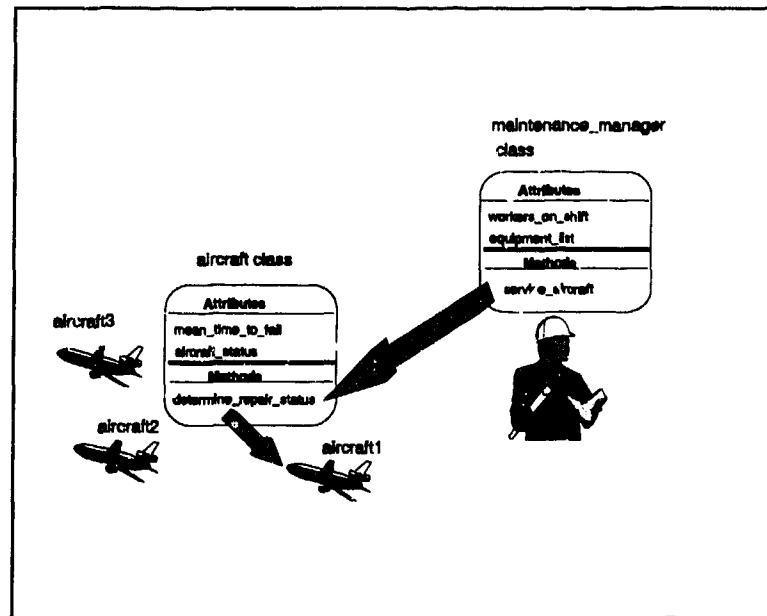 maintenance_manager
class
Attributes
workers_on_shift
equipment_list
Methods
service_aircraft
aircraft class
Attributes
mean_time_to_fail
aircraft_status
Methods
determine_repair_status
aircraft3
aircraft2
aircraft1